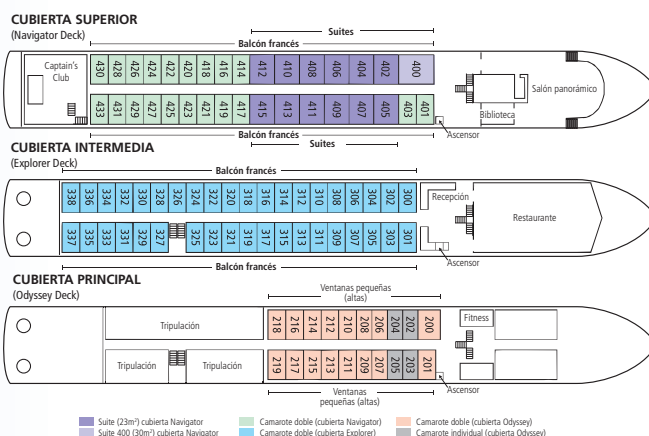 CUBIERTA SUPERIOR
(Navigator Deck)
Suites
Balcón francés
Captain's
Club
430 428 426 424 422 420 418 416 414 412 410 408 406 404 402 400
Salón panorámico
433 431 429 427 425 423 421 419 417 415 413 411 409 407 405 403 401
Biblioteca
Balcón francés
Ascensor
Suites
CUBIERTA INTERMEDIA
(Explorer Deck)
Balcón francés
338 336 334 332 330 328 326 324 322 320 318 316 314 312 310 308 306 304 302 300
Recepción
Restaurante
337 335 333 331 329 327 325 323 321 319 317 315 313 311 309 307 305 303 301
Ascensor
Balcón francés
CUBIERTA PRINCIPAL
(Odyssey Deck)
Ventanas pequeñas
(altas)
Tripulación
218 216 214 212 210 208 206 204 202 200
Fitness
Tripulación
Tripulación
219 217 215 213 211 209 207 205 203 201
Ascensor
Ventanas
pequeñas (altas)
Suite (23m²) cubierta Navigator
Camarote doble (cubierta Navigator)
Camarote doble (cubierta Odyssey)
Suite 400 (30m²) cubierta Navigator
Camarote doble (cubierta Explorer)
Camarote individual (cubierta Odyssey)